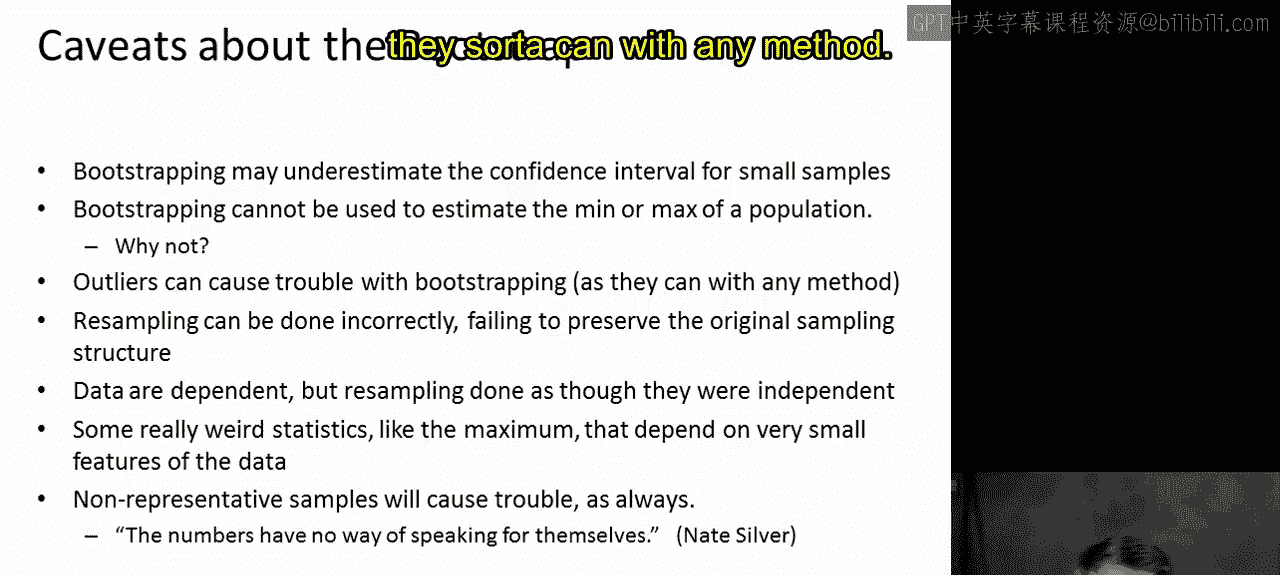 Caveats about the
they sorta can with any method.
GPT中英字幕课程资源@bilibili.com
• Bootstrapping may underestimate the confidence interval for small samples
• Bootstrapping cannot be used to estimate the min or max of a population.
– Why not?
• Outliers can cause trouble with bootstrapping (as they can with any method)
• Resampling can be done incorrectly, failing to preserve the original sampling
structure
• Data are dependent, but resampling done as though they were independent
• Some really weird statistics, like the maximum, that depend on very small
features of the data
• Non-representative samples will cause trouble, as always.
– “The numbers have no way of speaking for themselves.” (Nate Silver)